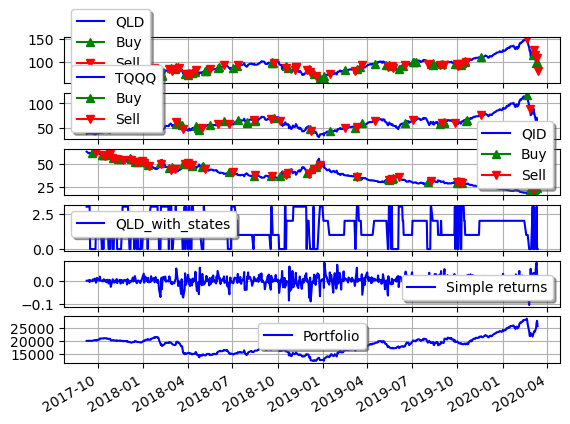 QLD
Buy
Sell
150
100
TQQQ
Buy
Sell
100
50
QID
Buy
Sell
50
25
QLD_with_states
2.5
0.0
Simple returns
0.0
−0.1
Portfolio
25000
20000
15000
2017-10
2018-01
2018-04
2018-07
2018-10
2019-01
2019-04
2019-07
2019-10
2020-01
2020-04